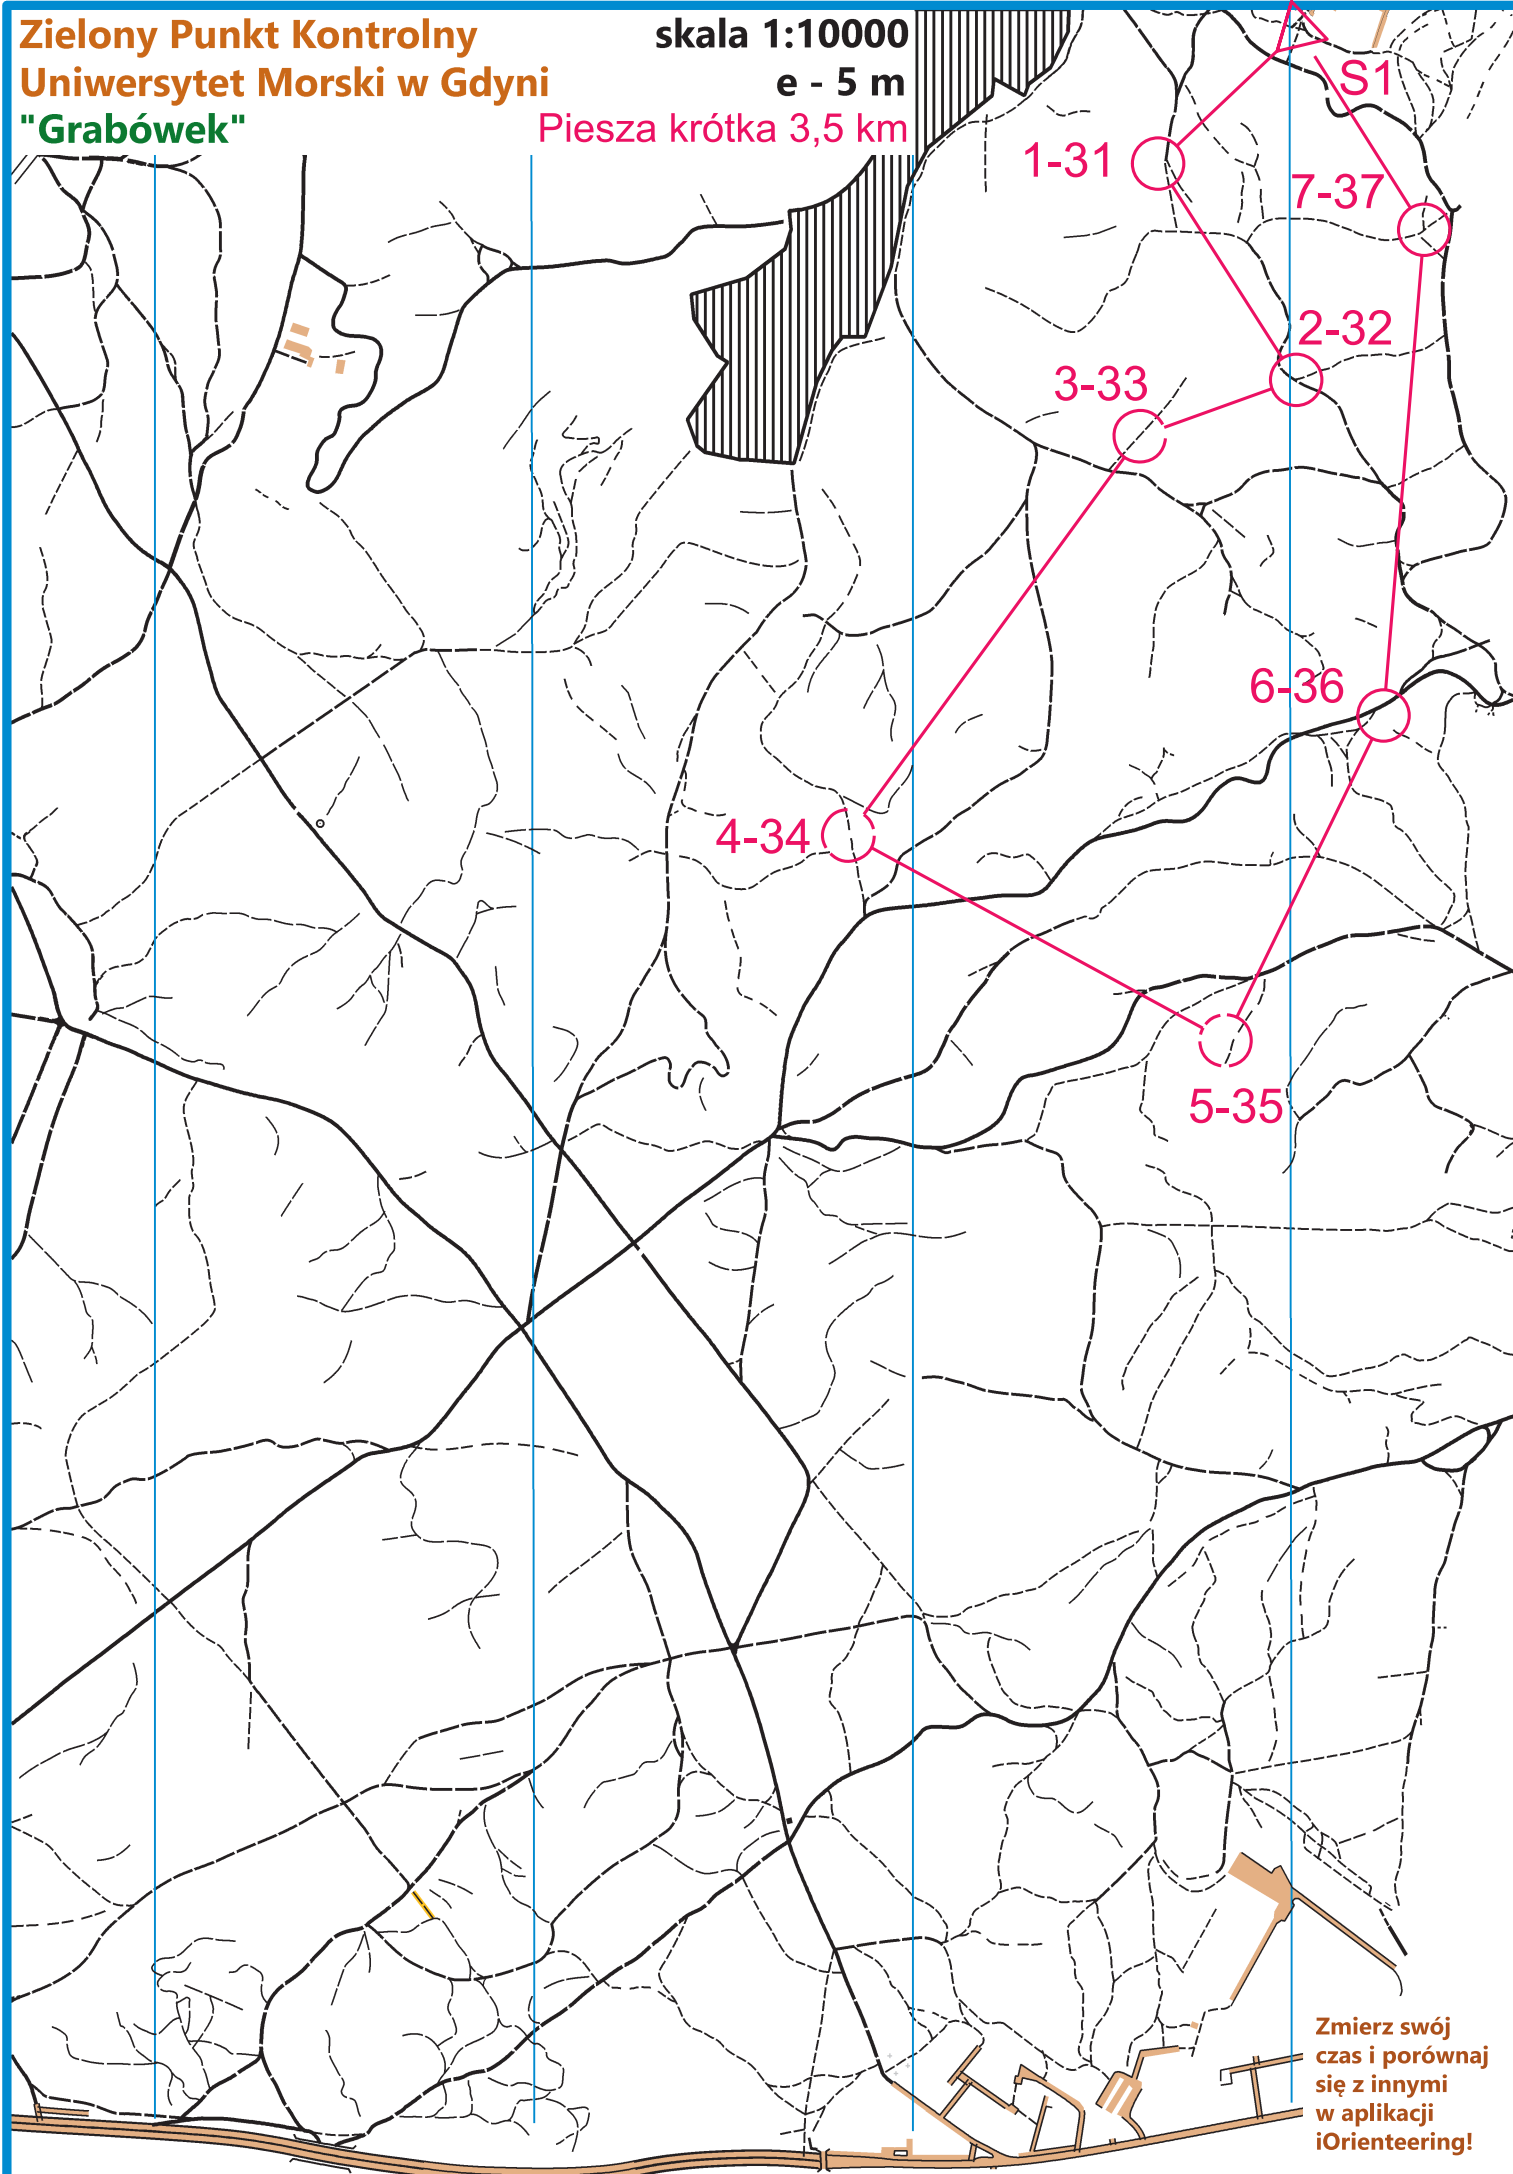 Zielony Punkt Kontrolny
Uniwersytet Morski w Gdyni
"Grabówek"
skala 1:10000
e - 5 m
Piesza krótka 3,5 km
S1
1-31
7-37
2-32
3-33
6-36
4-34
5-35
Zmierz swój
czas i porównaj
się z innymi
w aplikacji
iOrienteering!